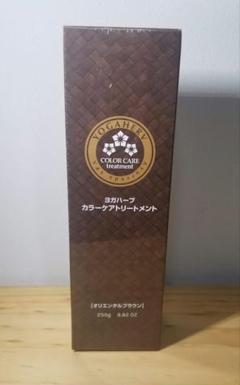 YOGAHERV
COLOR CARE
treatment
ヨガハーブ
カラーケアトリートメント
[オリエンタルブラウン]
250g 8.82 OZ